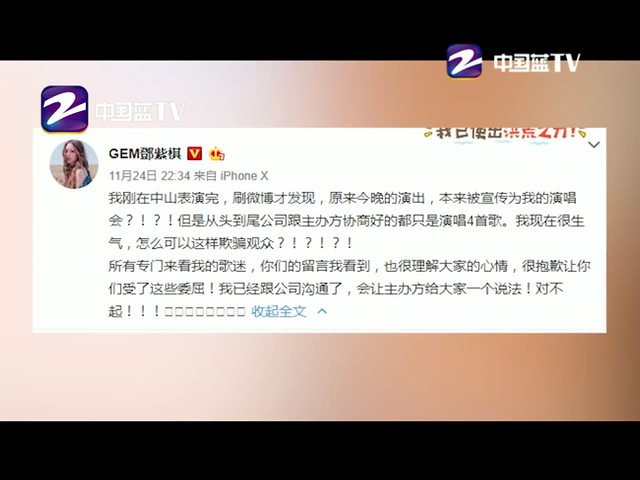 中国蓝TV
中国蓝TV
我已使出洪荒之力!
GEM鄧紫棋
11月24日 22:34 来自 iPhone X
我刚在中山表演完，刷微博才发现，原来今晚的演出，本来被宣传为我的演唱
会？！？！但是从头到尾公司跟主办方协商好的都只是演唱4首歌。我现在很生
气，怎么可以这样欺骗观众？！？！？！
所有专门来看我的歌迷，你们的留言我看到，也很理解大家的心情，很抱歉让你
们受了这些委屈！我已经跟公司沟通了，会让主办方给大家一个说法！对不
起！！！□□□□□□□□ 收起全文